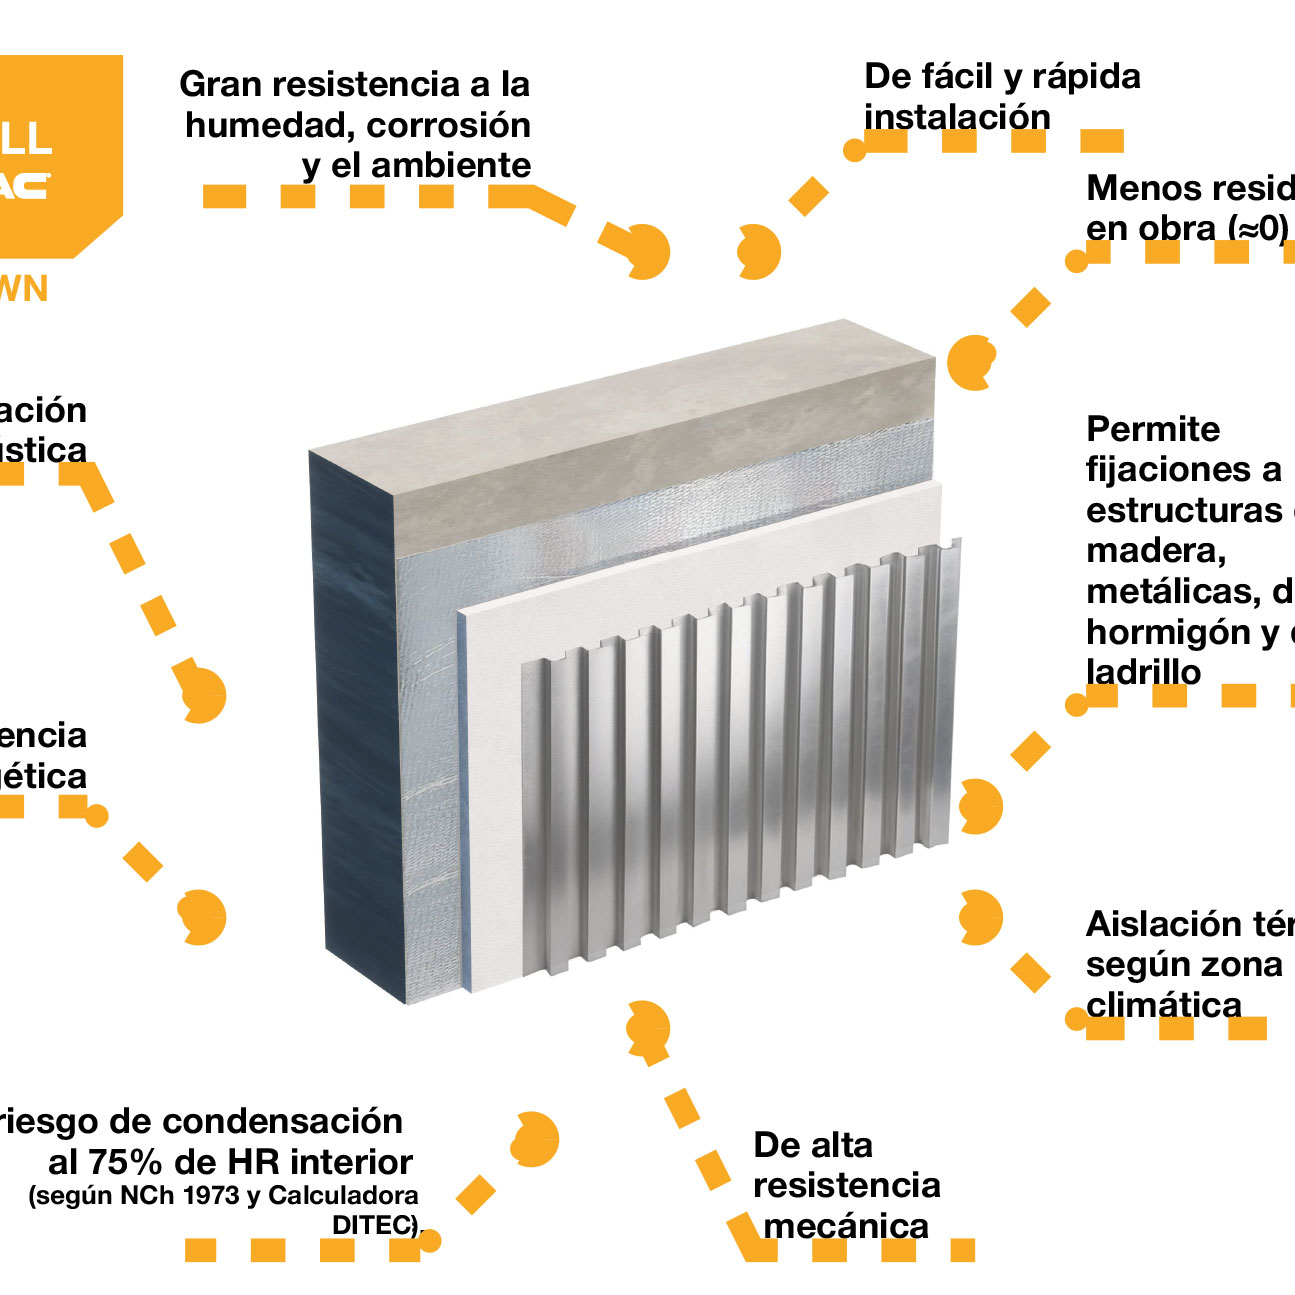 LL
AC
WN
Gran resistencia a la
humedad, corrosión
y el ambiente
De fácil y rápida
instalación
Menos resid
en obra (≈0)
ación
ústica
Permite
fijaciones a
estructuras
madera,
metálicas, d
hormigón y
ladrillo
encia
gética
Aislación tér
según zona
climática
riesgo de condensación
al 75% de HR interior
(según NCh 1973 y Calculadora
DITEC).
De alta
resistencia
mecánica